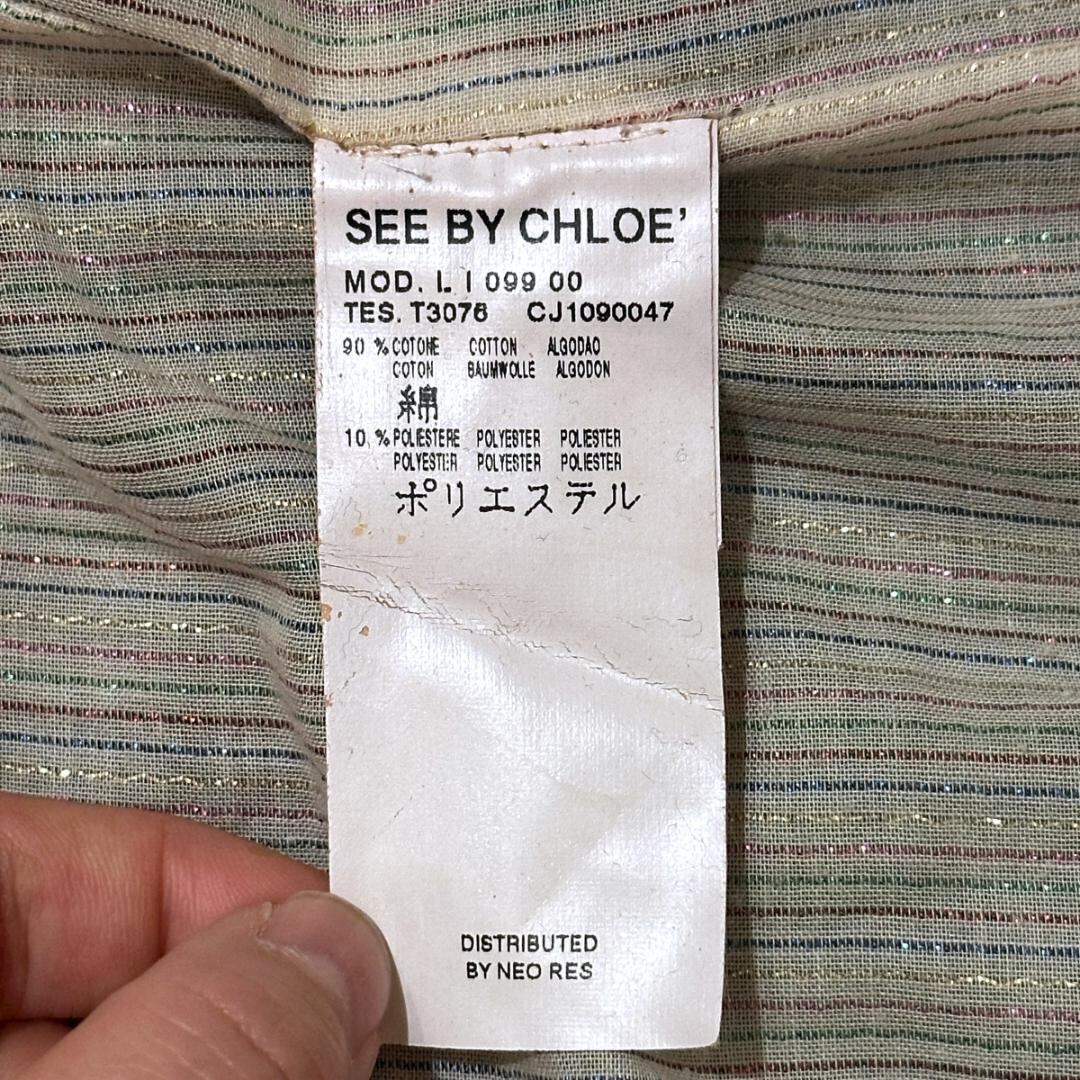 SEE BY CHLOE'
MOD. L I 099 00
TES. T3076 CJ1090047
90 % COTONE COTTON ALGODAO
COTON BAUMWOLLE ALGODON
綿
10 % POLIESTERE POLYESTER POLIESTER
POLYESTER POLYESTER POLIESTER
ポリエステル
DISTRIBUTED
BY NEO RES